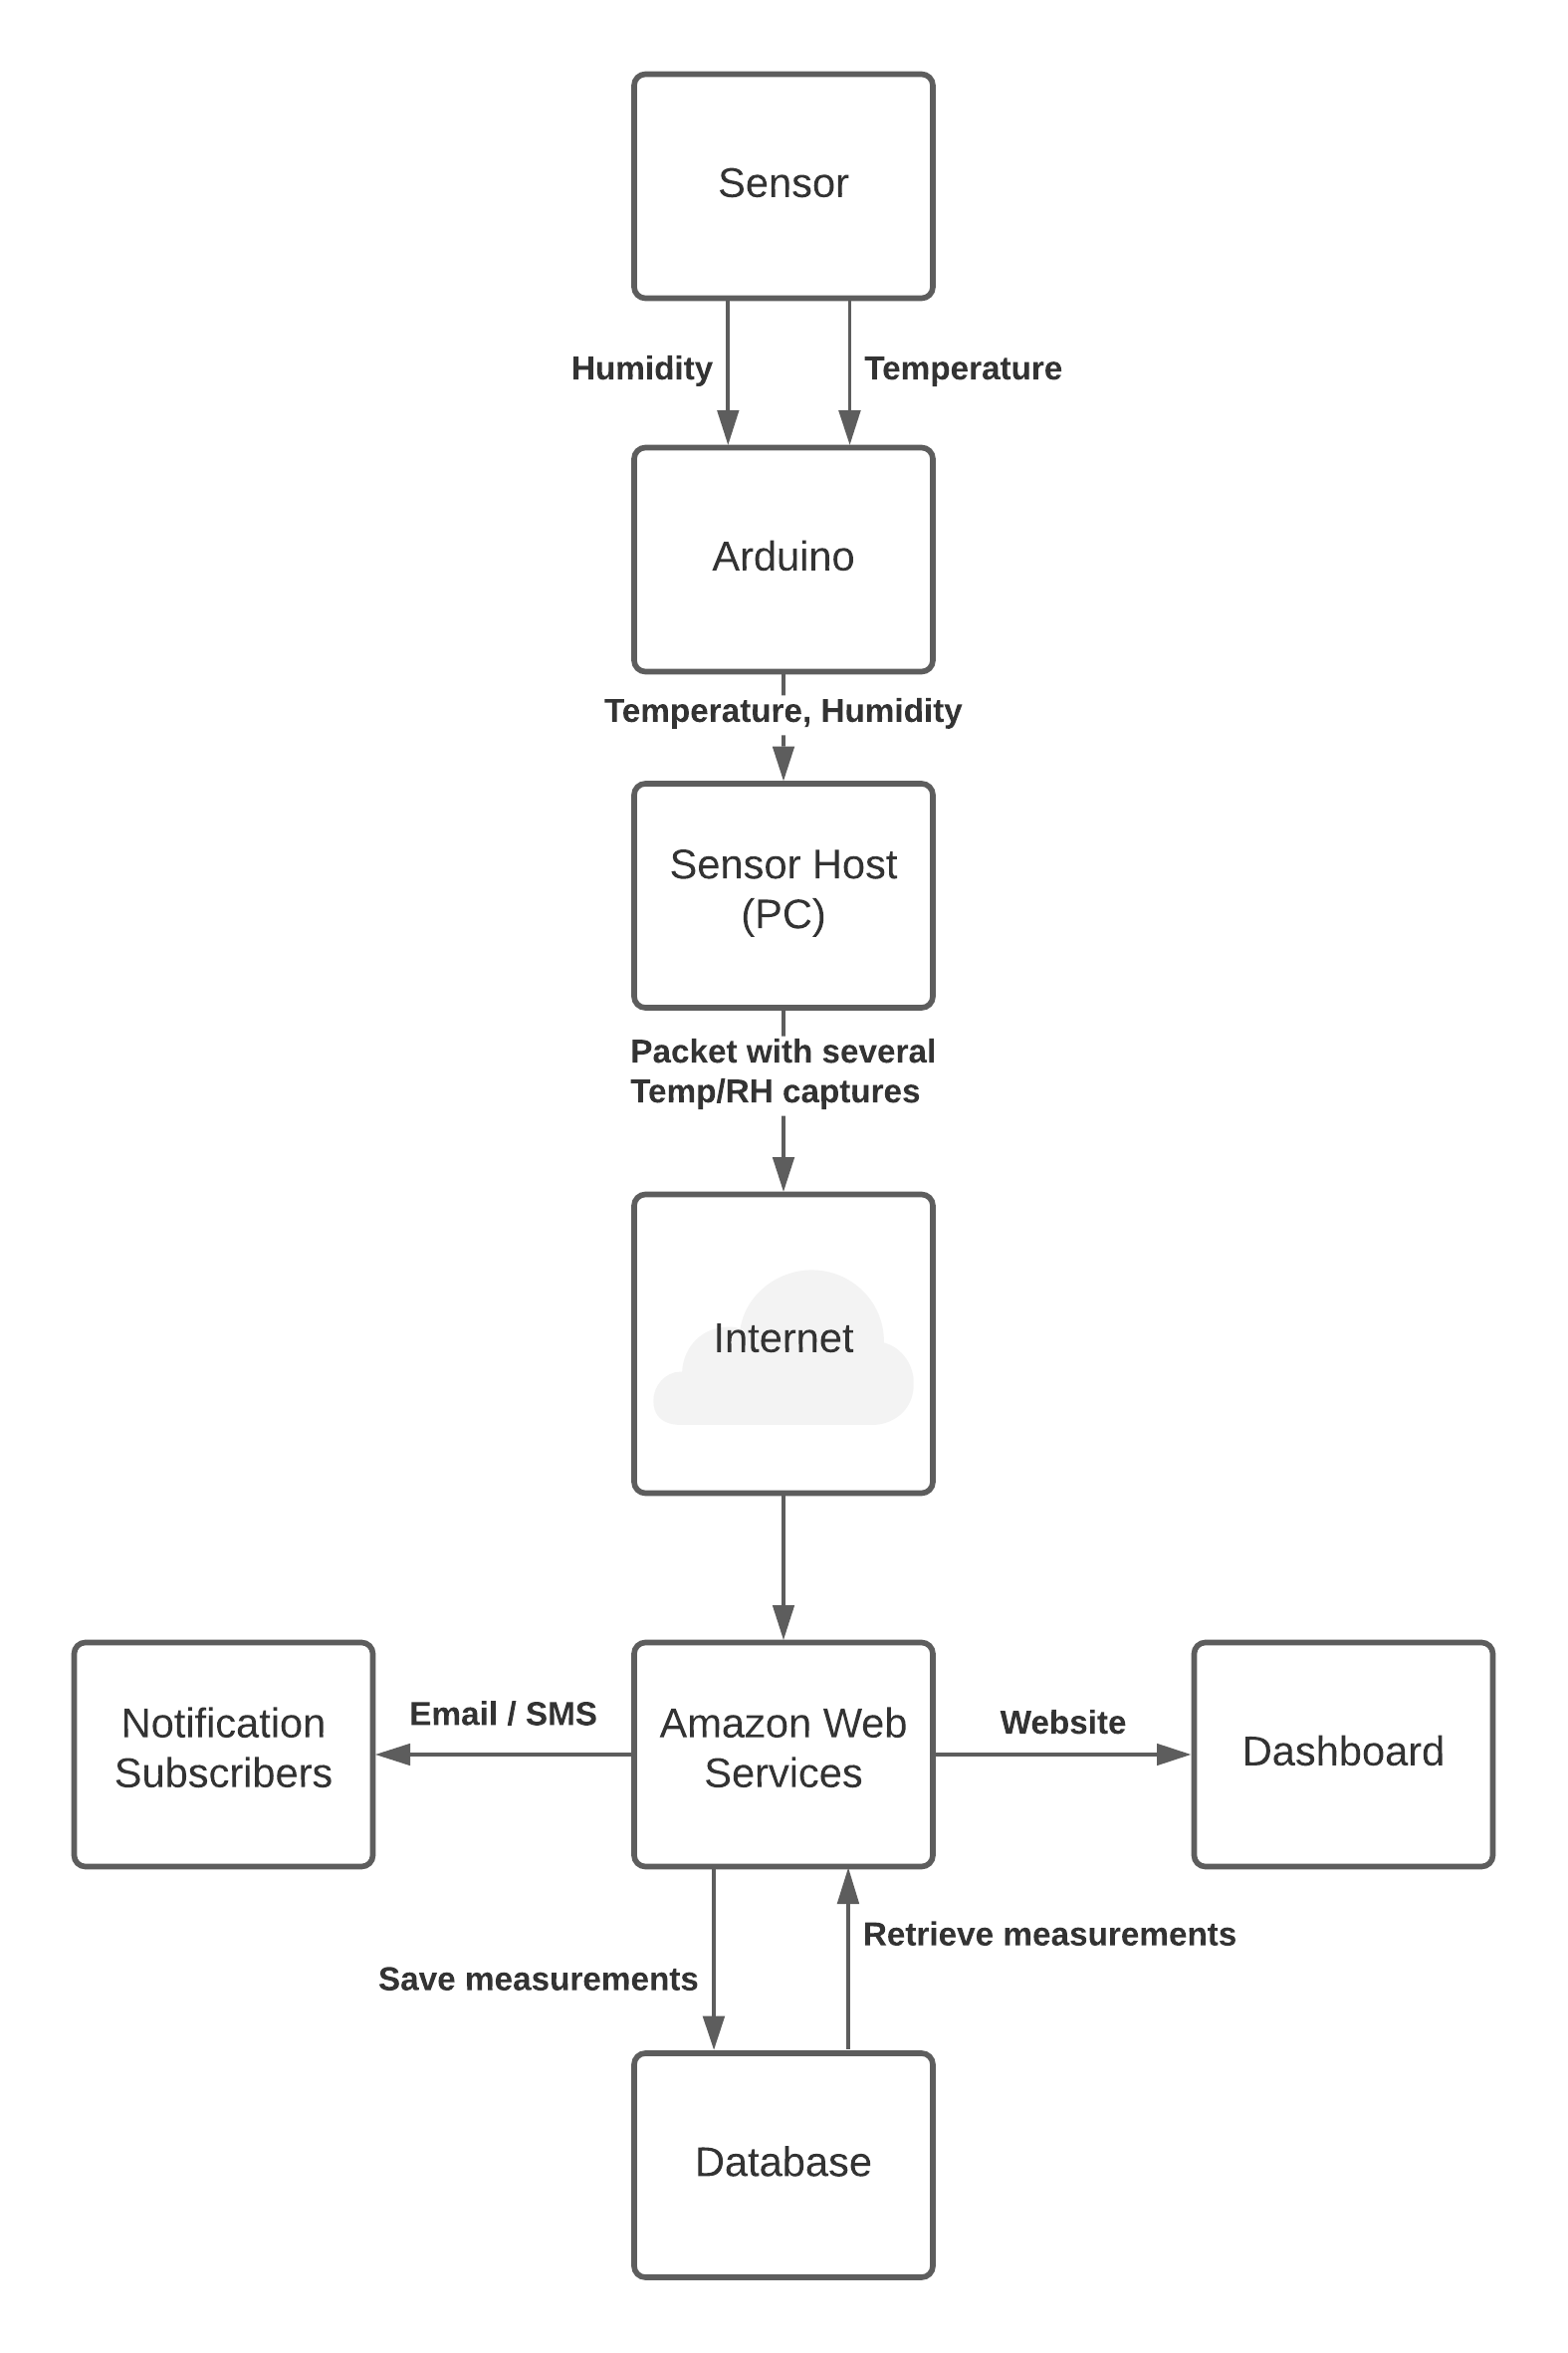 Sensor
Humidity
Temperature
Arduino
Temperature, Humidity
Sensor Host
(PC)
Packet with several
Temp/RH captures
Internet
Notification
Subscribers
Email / SMS
Amazon Web
Services
Website
Dashboard
Save measurements
Retrieve measurements
Database